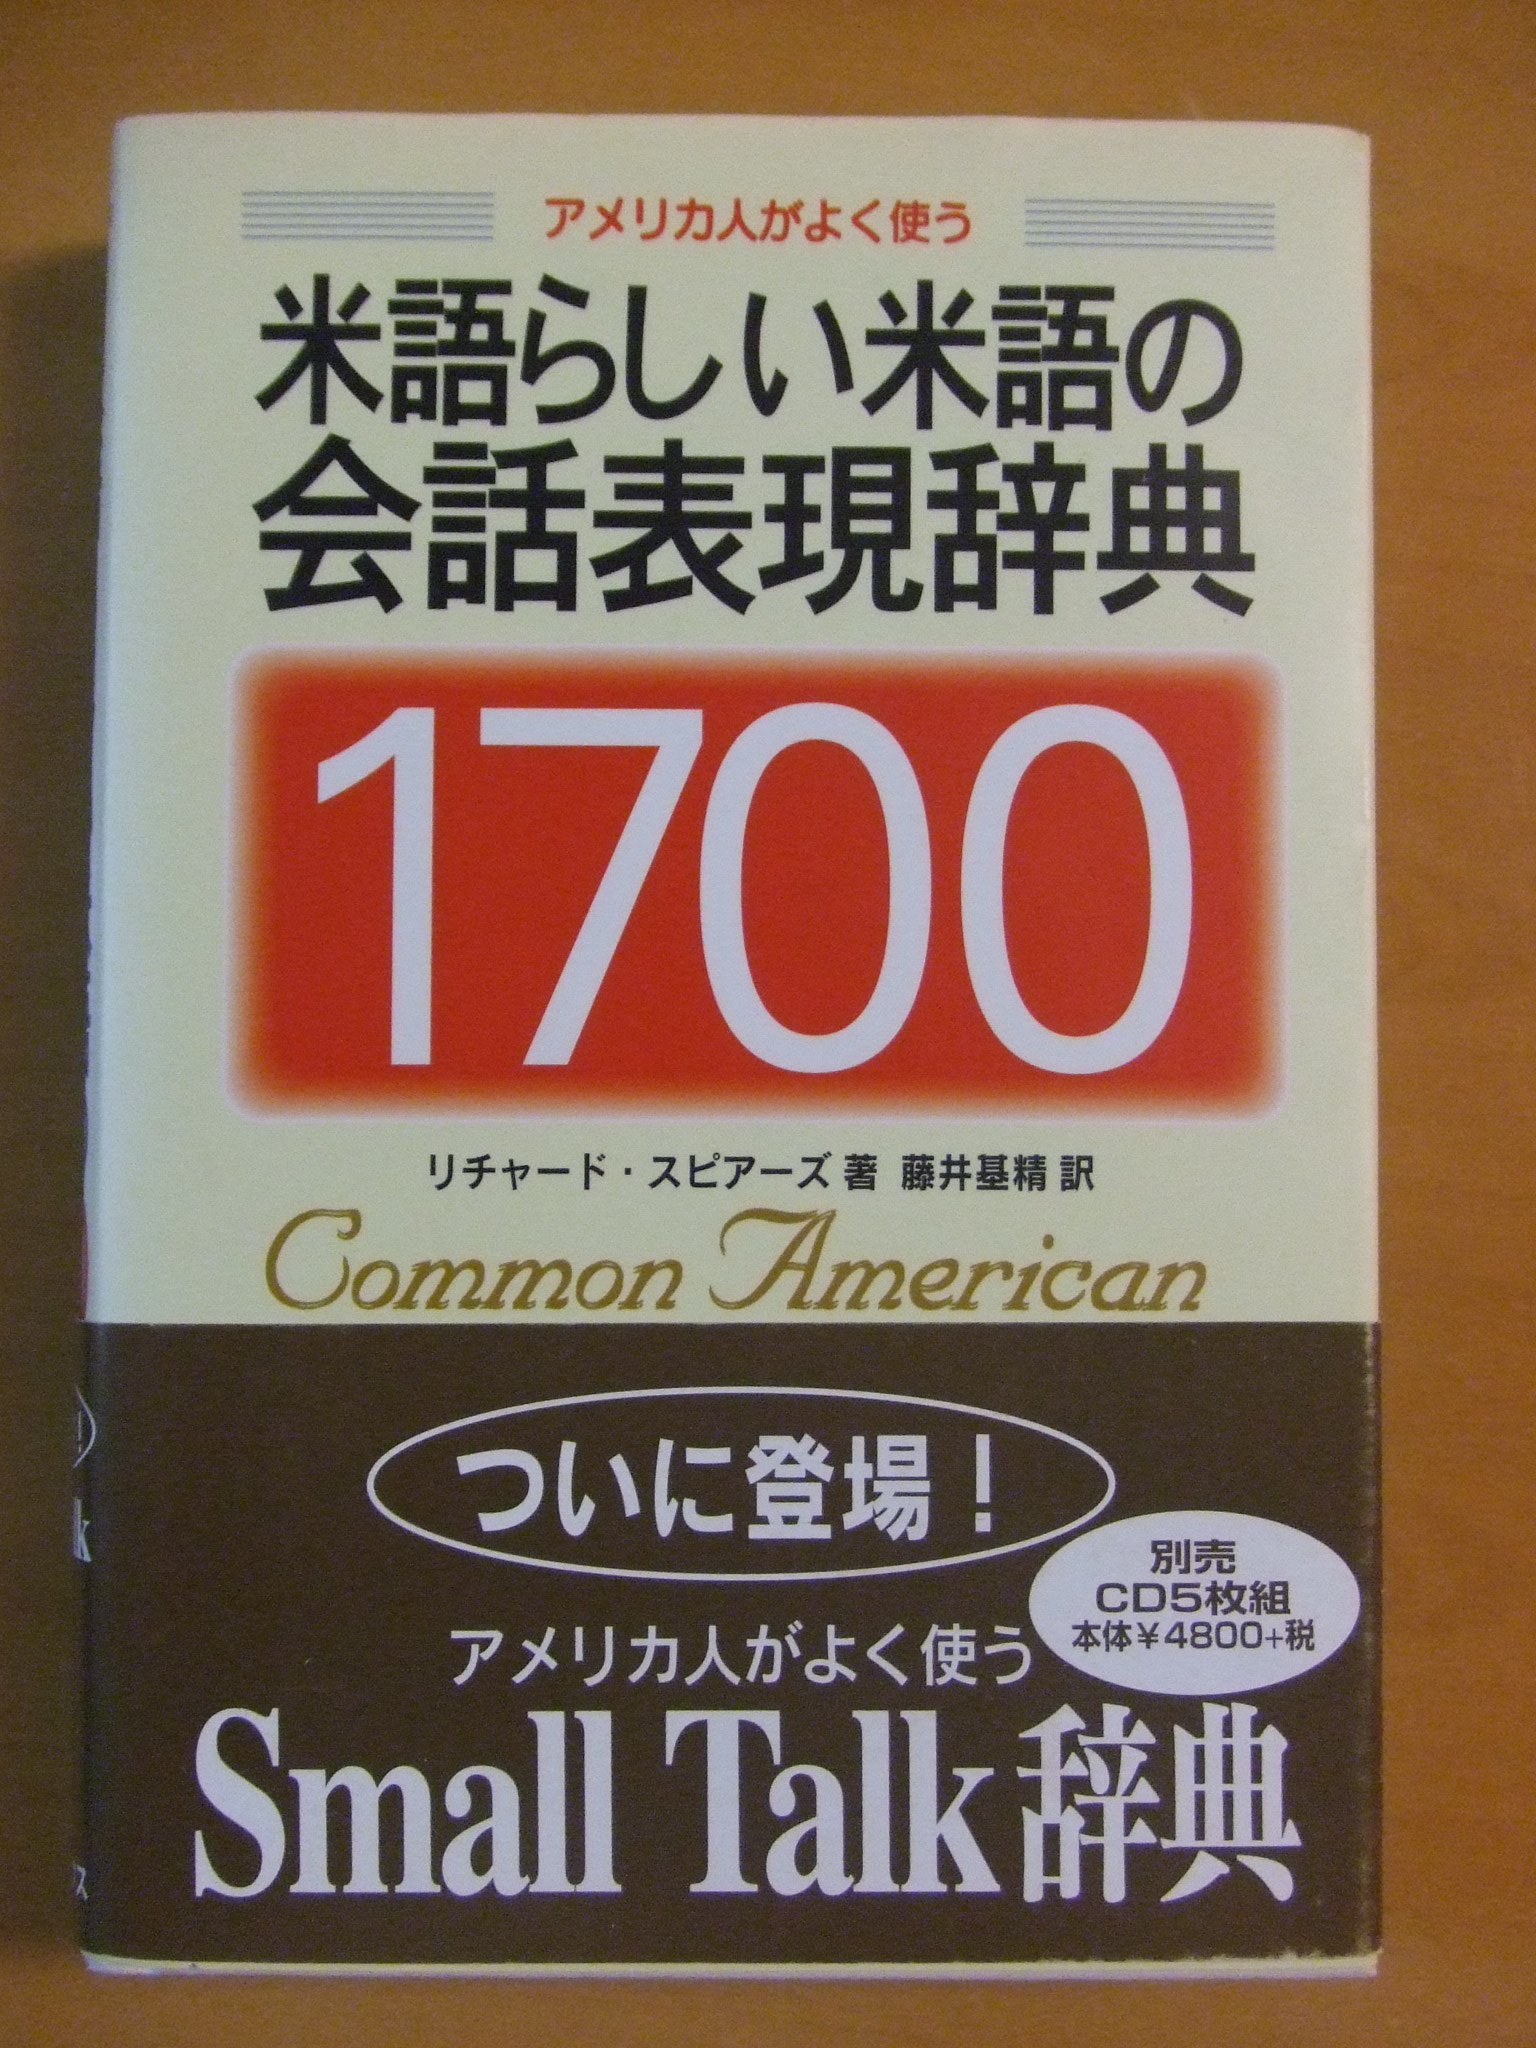 アメリカ人がよく使う
米語らしい米語の
会話表現辞典
1700
リチャード・スピアーズ 著 藤井基精 訳
Common American
ついに登場！
別売
CD5枚組
本体￥4800+税
アメリカ人がよく使う
Small Talk辞典